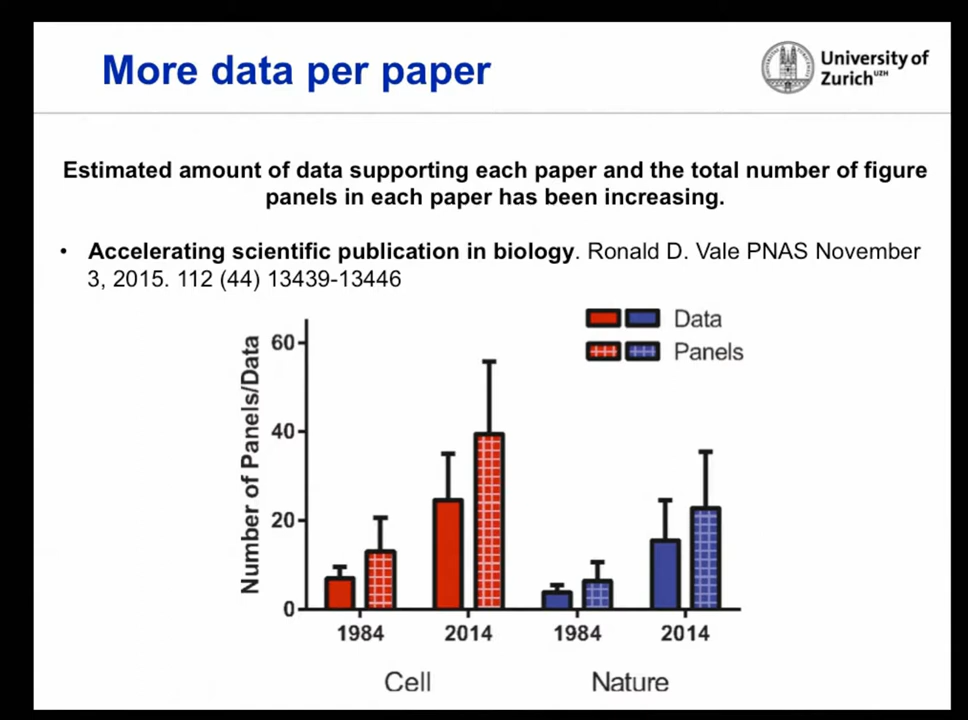 More data per paper
University of
Zurich UZH
Estimated amount of data supporting each paper and the total number of figure
panels in each paper has been increasing.
• Accelerating scientific publication in biology. Ronald D. Vale PNAS November
3, 2015. 112 (44) 13439-13446
Data
Panels
Number of Panels/Data
60
40
20
0
1984 2014 1984 2014
Cell Nature